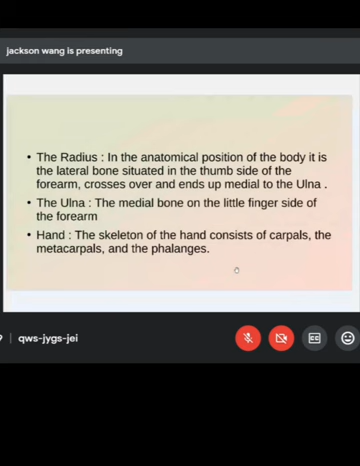 jackson wang is presenting
• The Radius : In the anatomical position of the body it is
the lateral bone situated in the thumb side of the
forearm, crosses over and ends up medial to the Ulna .
• The Ulna : The medial bone on the little finger side of
the forearm
• Hand : The skeleton of the hand consists of carpals, the
metacarpals, and the phalanges.
| qws-jygs-jei
CC